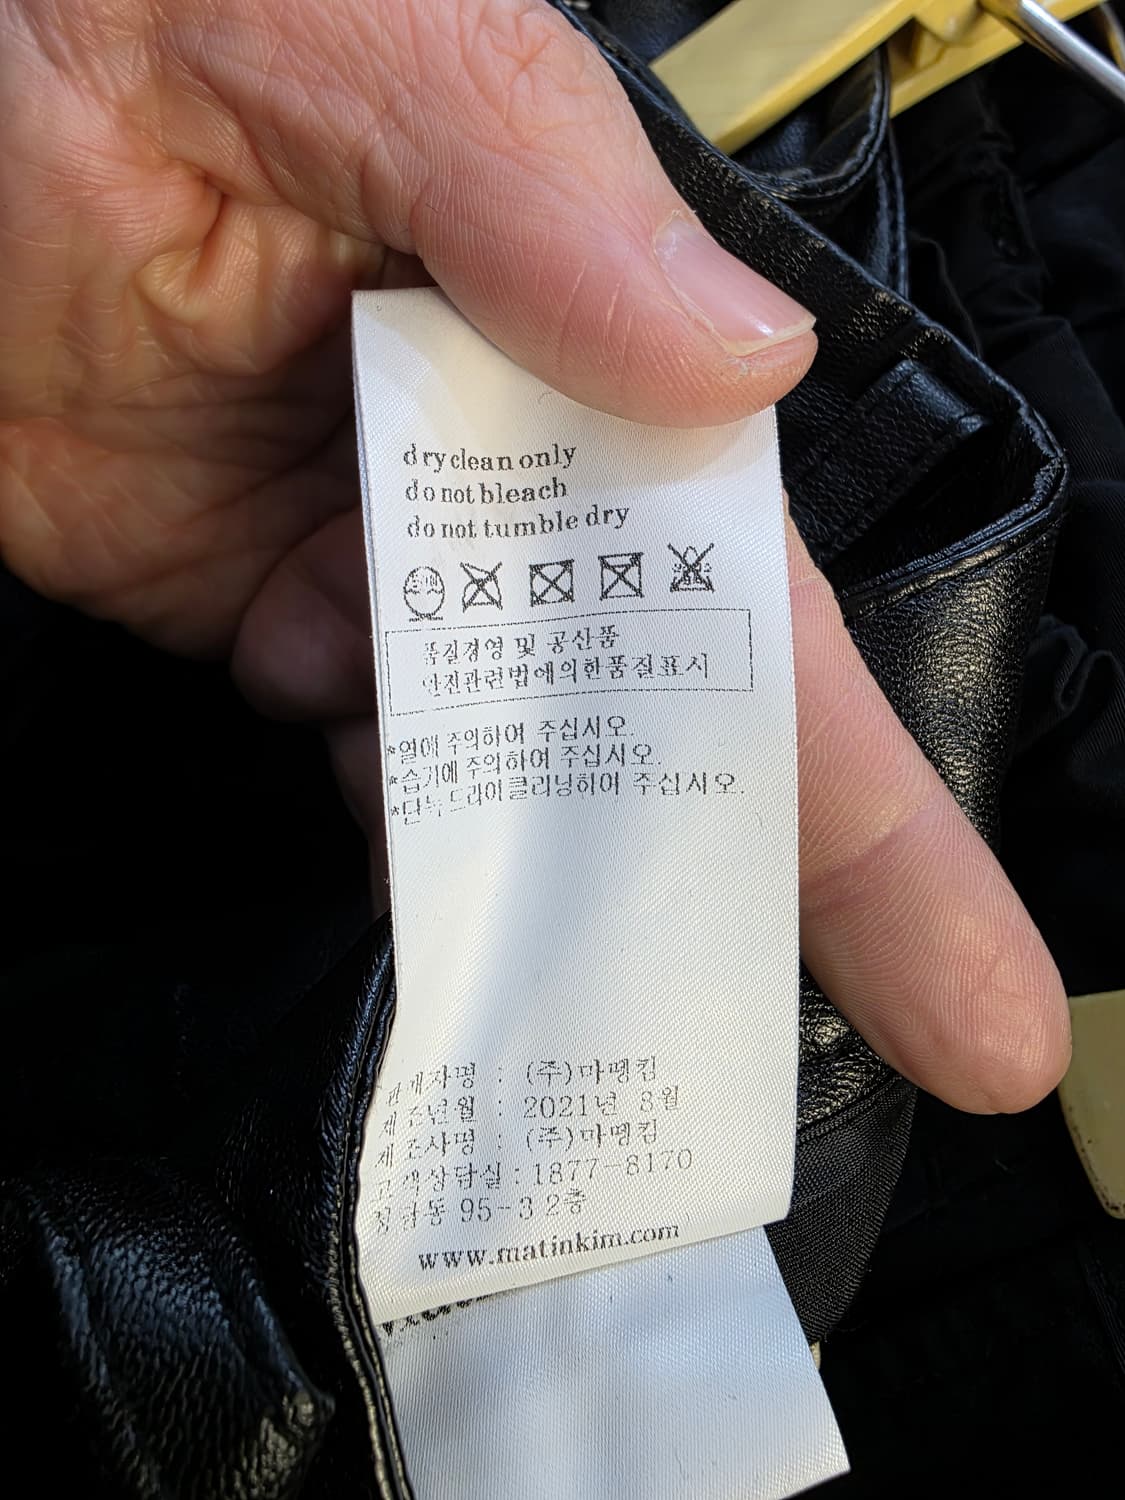 dry clean only
do not bleach
do not tumble dry
품질경영 및 공산품
안전관련법에의한품질표시
*열에 주의하여 주십시오.
*습기에 주의하여 주십시오.
*단독 드라이클리닝하여 주십시오.
판매자명 : (주)마뗑킴
제조년월 : 2021년 8월
제조사명 : (주)마뗑킴
고객상담실 : 1877-8170
청담동 95-3 2층
www.matinkim.com